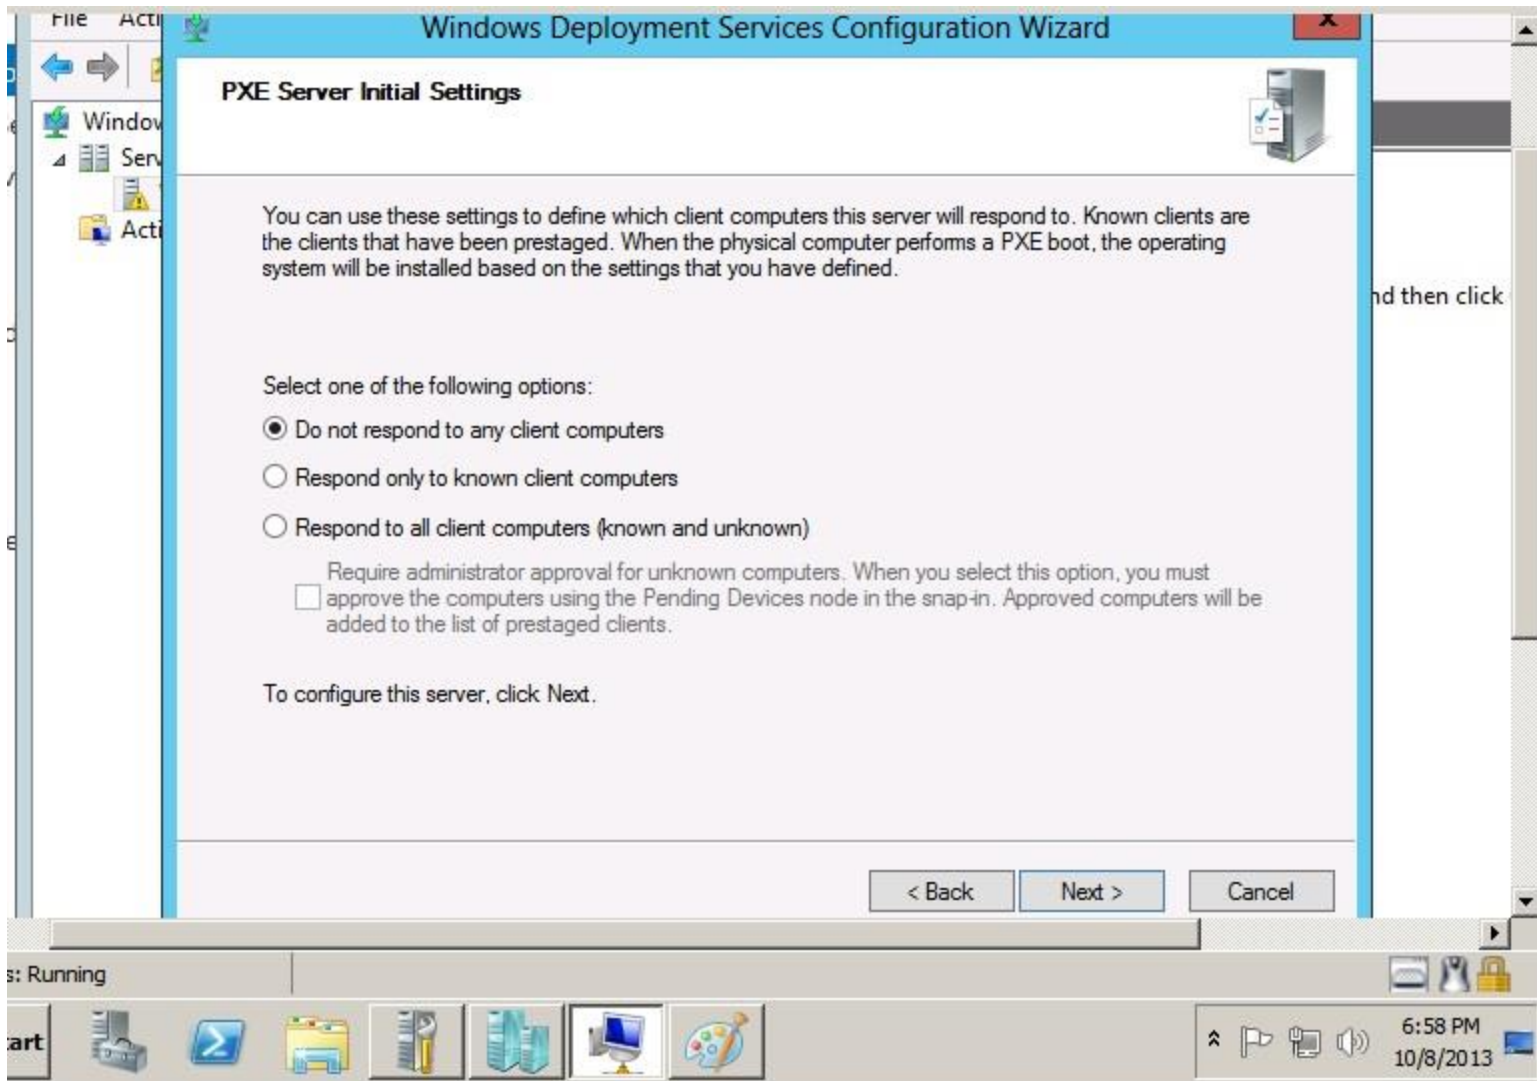 File Acti
Windows Deployment Services Configuration Wizard
x
PXE Server Initial Settings
Window
Serv
Acti
You can use these settings to define which client computers this server will respond to. Known clients are
the clients that have been prestaged. When the physical computer performs a PXE boot, the operating
system will be installed based on the settings that you have defined.
nd then click
Select one of the following options:
Do not respond to any client computers
Respond only to known client computers
Respond to all client computers (known and unknown)
Require administrator approval for unknown computers. When you select this option, you must
approve the computers using the Pending Devices node in the snap-in. Approved computers will be
added to the list of prestaged clients.
To configure this server, click Next.
< Back Next > Cancel
s: Running
tart
6:58 PM
10/8/2013